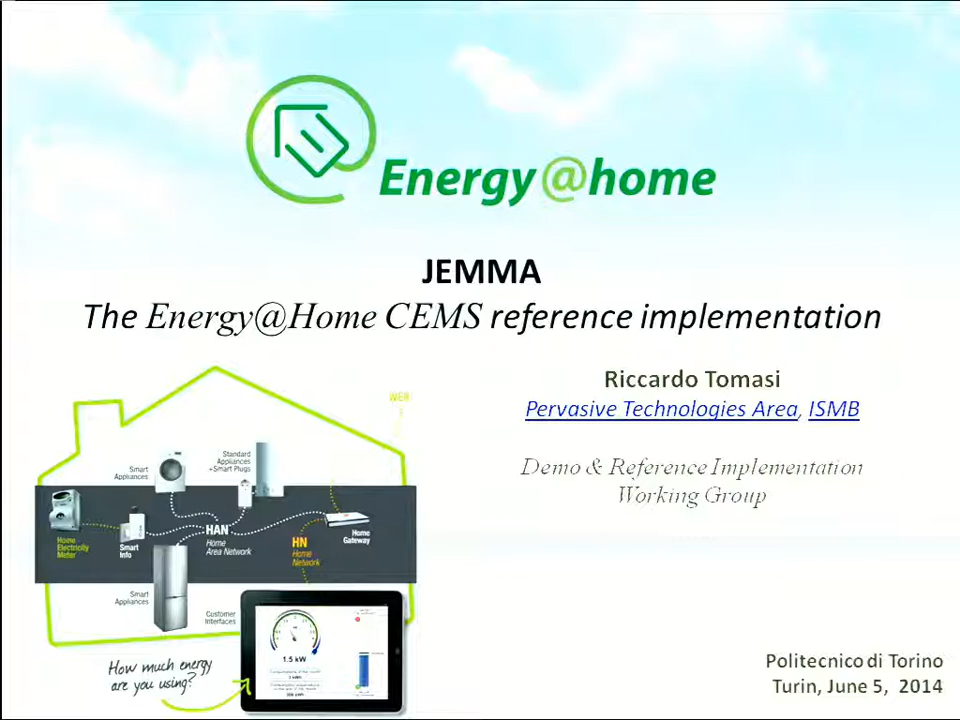 Energy@home
JEMMA
The Energy@Home CEMS reference implementation
Riccardo Tomasi
Pervasive Technologies Area, ISMB
Demo & Reference Implementation
Working Group
WEB
Standard
Appliances
+Smart Plugs
Smart
Appliances
HAN
Home
Area Network
HN
Home
Network
Home
Gateway
Home
Electricity
Meter
Smart
Info
Smart
Appliances
Customer
Interfaces
1.5 kW
How much energy
are you using?
Politecnico di Torino
Turin, June 5, 2014